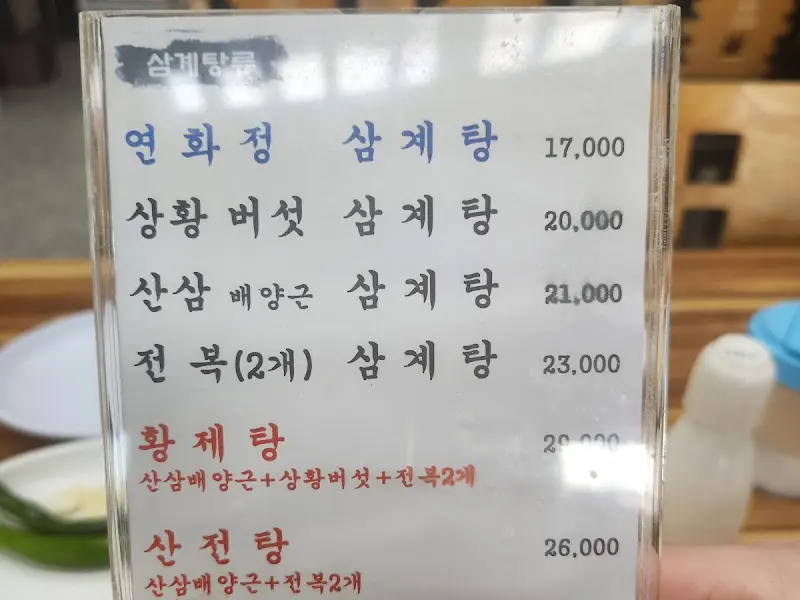 삼계탕류
연화정 삼계탕 17,000
상황버섯 삼계탕 20,000
산삼 배양근 삼계탕 21,000
전복(2개) 삼계탕 23,000
황제탕
산삼배양근+상황버섯+전복2개
산전탕 26,000
산삼배양근+전복2개